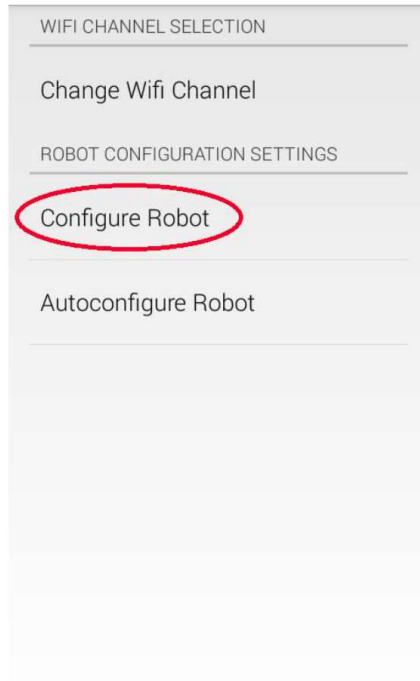 WIFI CHANNEL SELECTION
Change Wifi Channel
ROBOT CONFIGURATION SETTINGS
Configure Robot
Autoconfigure Robot